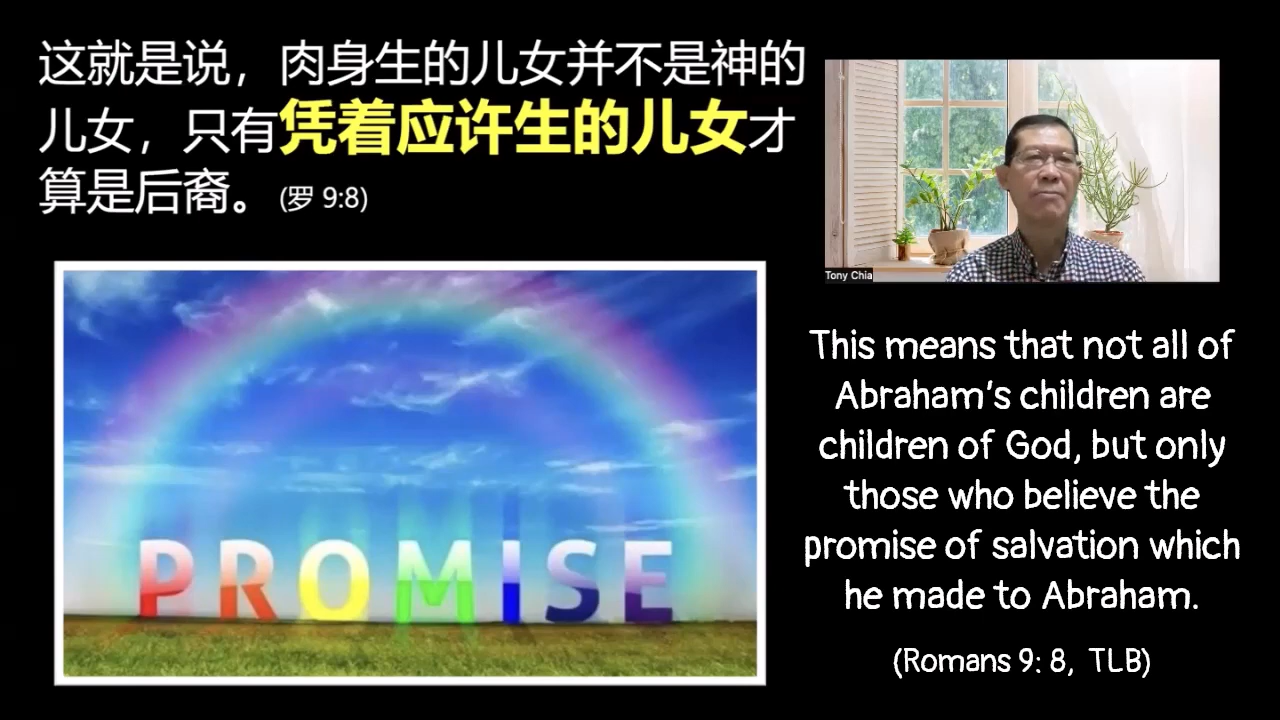 这就是说，肉身生的儿女并不是神的
儿女，只有凭着应许生的儿女才
算是后裔。(罗 9:8)
PROMISE
Tony Chia
This means that not all of
Abraham's children are
children of God, but only
those who believe the
promise of salvation which
he made to Abraham.
(Romans 9: 8, TLB)